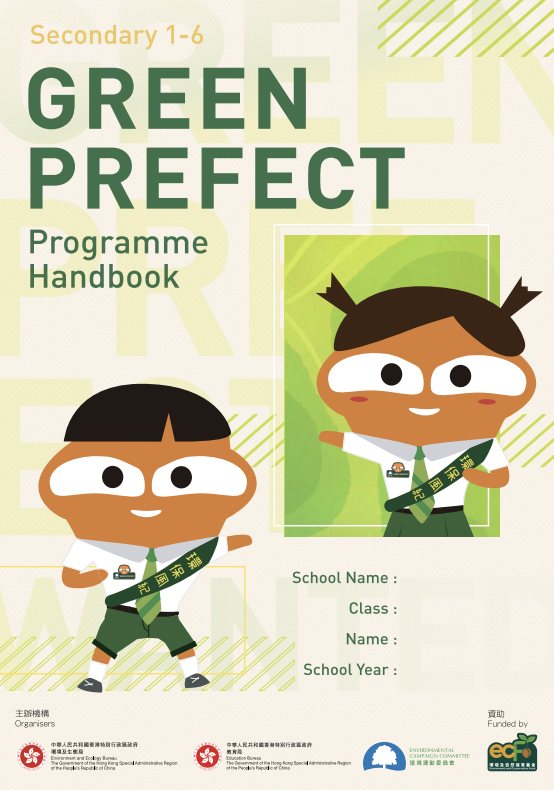 Secondary 1-6
GREEN
PREFECT
Programme
Handbook
環保風紀
環保風紀
School Name :
Class :
Name :
School Year :
主辦機構
Organisers
中華人民共和國香港特別行政區政府
環境及生態局
Environment and Ecology Bureau
The Government of the Hong Kong Special Administrative Region
of the People's Republic of China
中華人民共和國香港特別行政區政府
教育局
Education Bureau
The Government of the Hong Kong Special Administrative Region
of the People's Republic of China
ENVIRONMENTAL
CAMPAIGN COMMITTEE
環境運動委員會
資助
Funded by
ECF
環境及自然保育基金
GREEN
PREFECT
WANTED